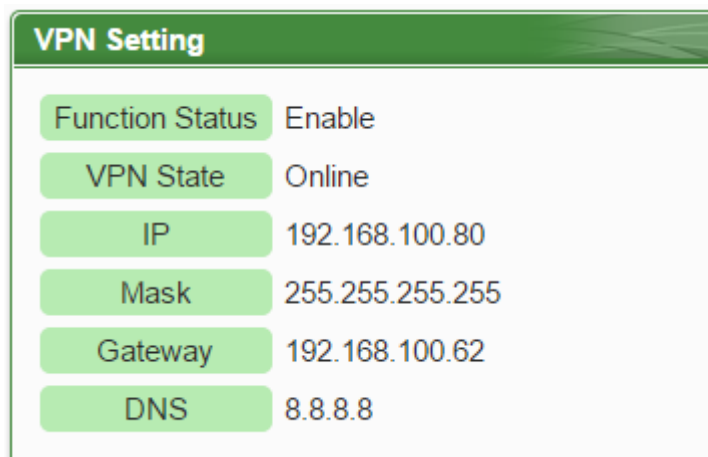 VPN Setting
Function Status Enable
VPN State Online
IP 192.168.100.80
Mask 255.255.255.255
Gateway 192.168.100.62
DNS 8.8.8.8